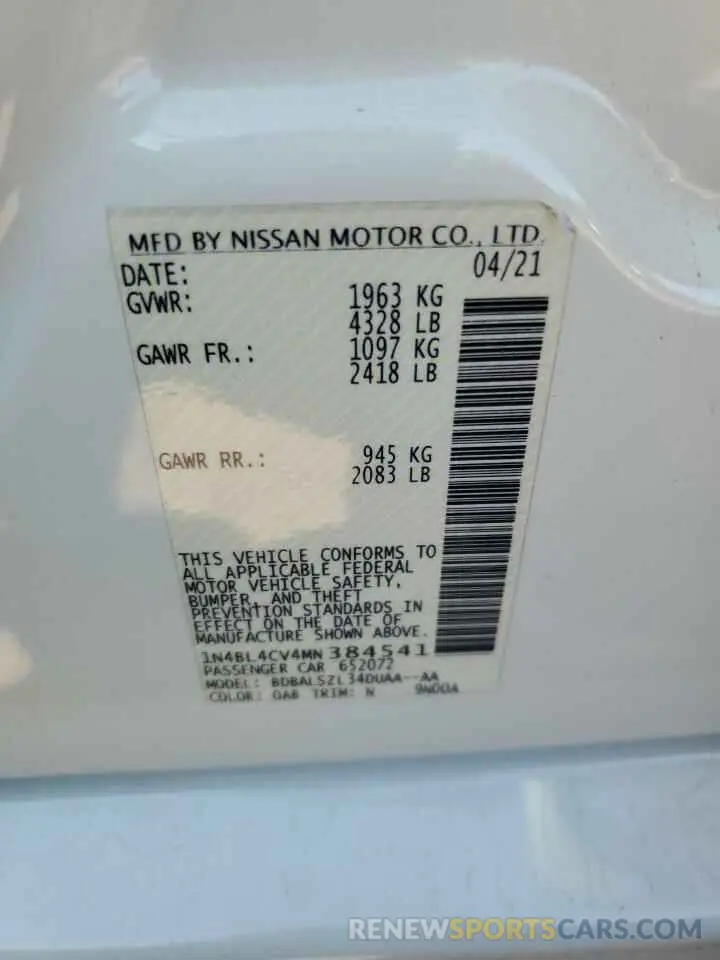 MFD BY NISSAN MOTOR CO., LTD.
DATE: 04/21
GVWR: 1963 KG
4328 LB
GAWR FR.: 1097 KG
2418 LB
GAWR RR.: 945 KG
2083 LB
THIS VEHICLE CONFORMS TO
ALL APPLICABLE FEDERAL
MOTOR VEHICLE SAFETY,
BUMPER, AND THEFT
PREVENTION STANDARDS IN
EFFECT ON THE DATE OF
MANUFACTURE SHOWN ABOVE.
1N4BL4CV4MN384541
PASSENGER CAR 652072
MODEL: BDBALSZL34DUAA--AA
COLOR: QAB TRIM: N
RENEWSPORTSCARS.COM